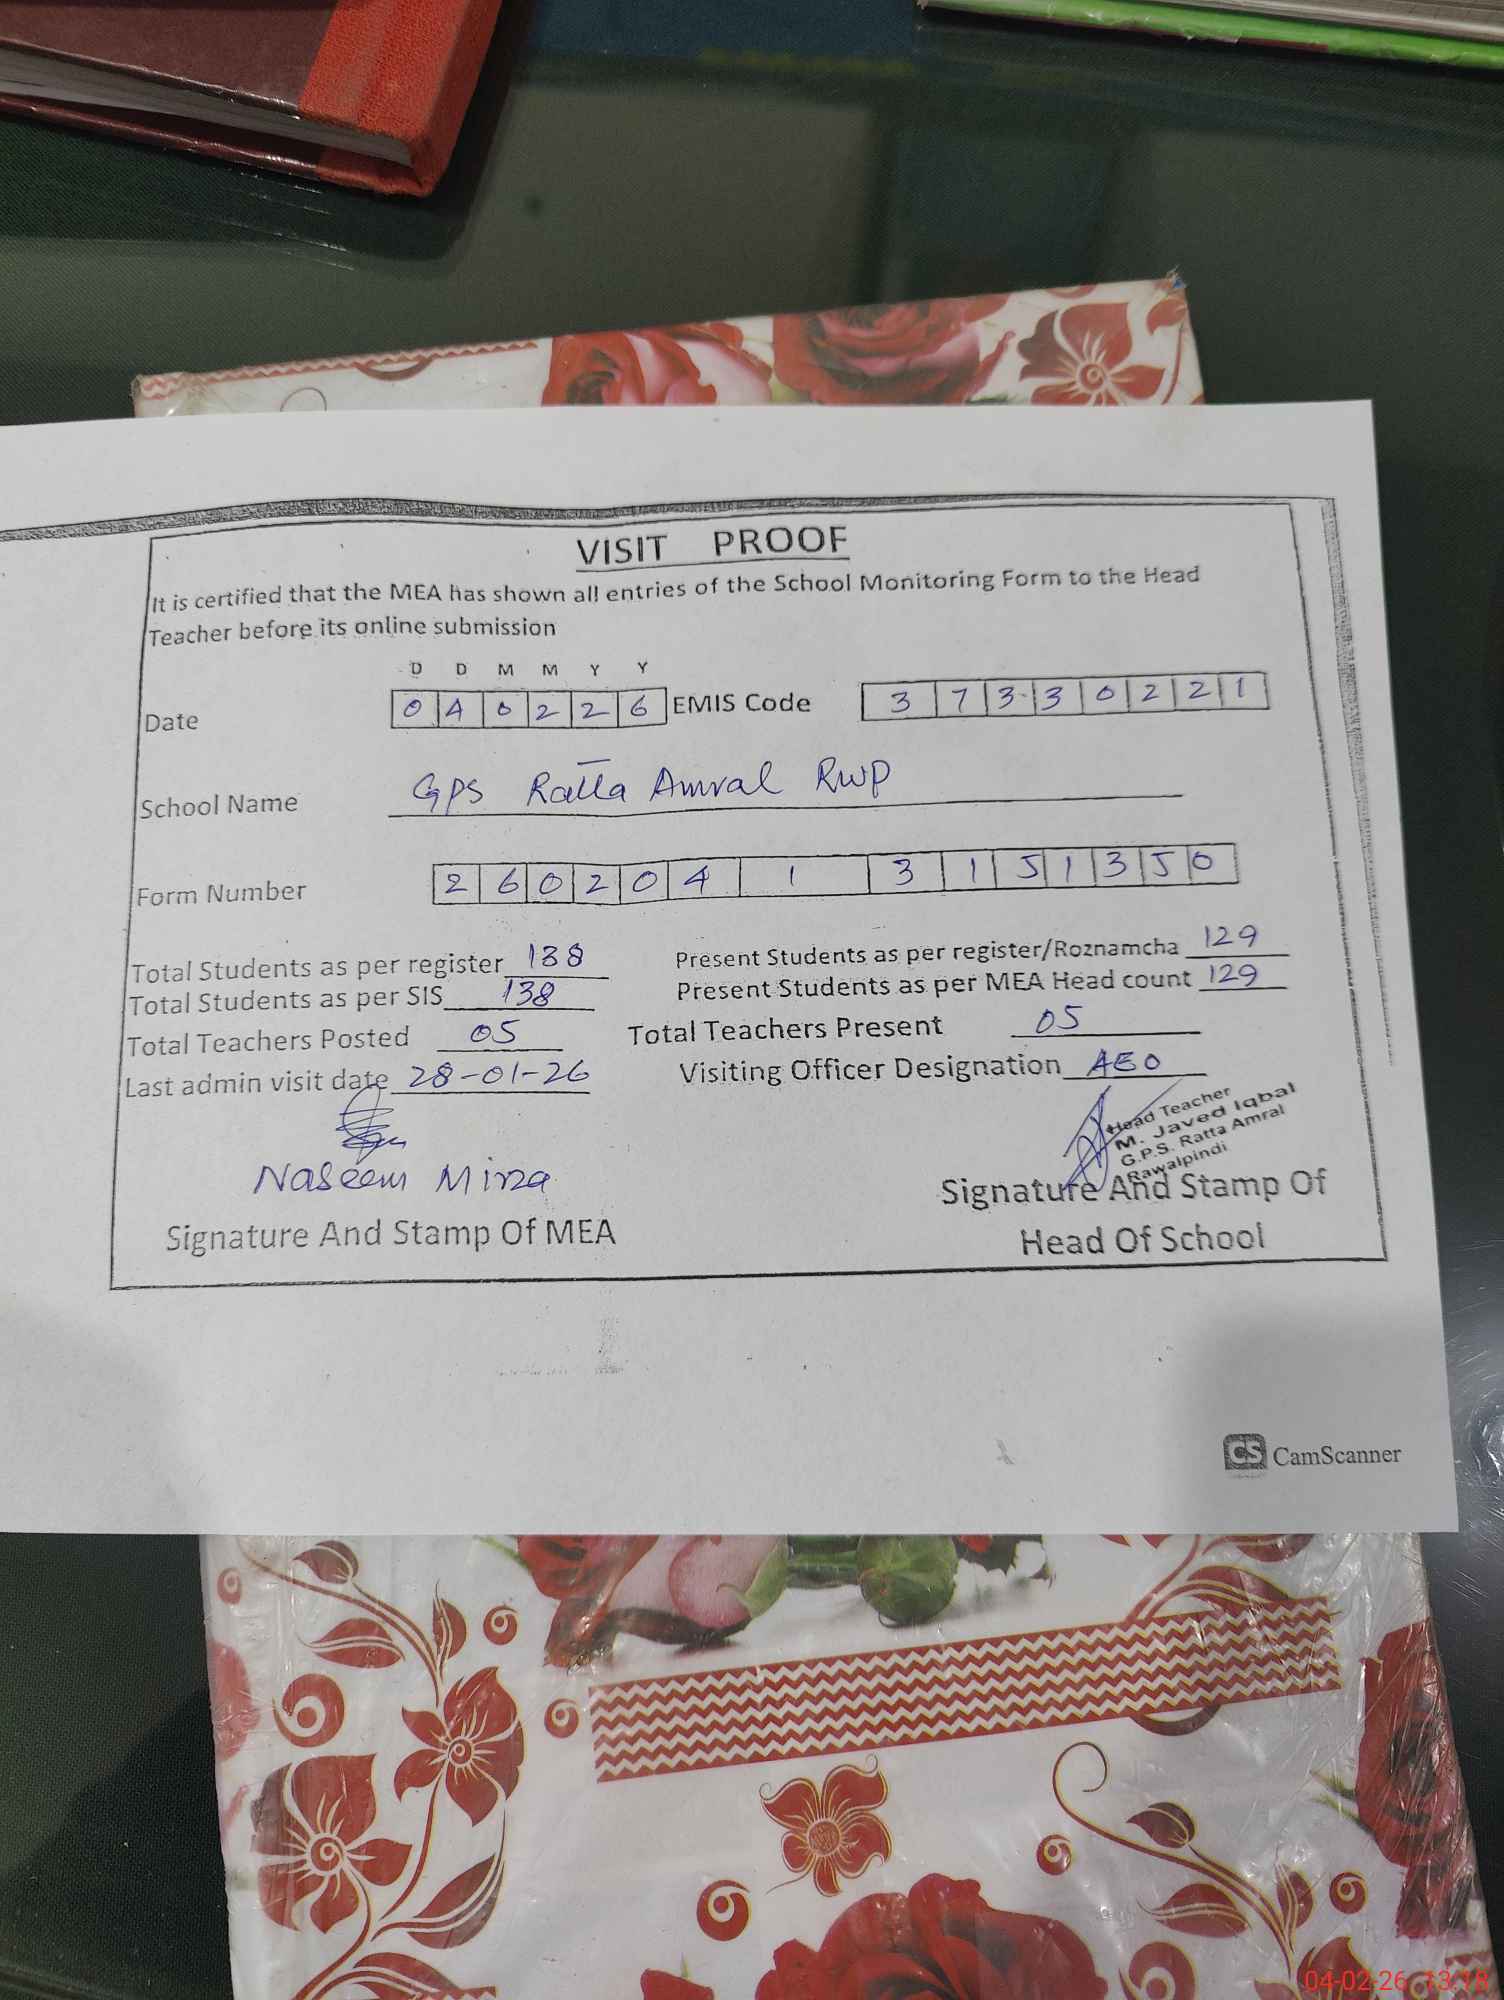 VISIT PROOF
It is certified that the MEA has shown all entries of the School Monitoring Form to the Head
Teacher before its online submission
D D M M Y Y
Date 0 4 0 2 2 6 EMIS Code 3 7 3 3 0 2 2 1
School Name GPS Ratta Amral RWP
Form Number 2 6 0 2 0 4 1 3 1 5 1 3 5 0
Total Students as per register 138 Present Students as per register/Roznamcha 129
Total Students as per SIS 138 Present Students as per MEA Head count 129
Total Teachers Posted 05 Total Teachers Present 05
Last admin visit date 28-01-26 Visiting Officer Designation AEO
Head Teacher
M. Javed Iqbal
G.P.S. Ratta Amral
Rawalpindi
Naseem Mirza
Signature And Stamp Of MEA
Signature And Stamp Of
Head Of School
CS CamScanner
04-02-26 13:18